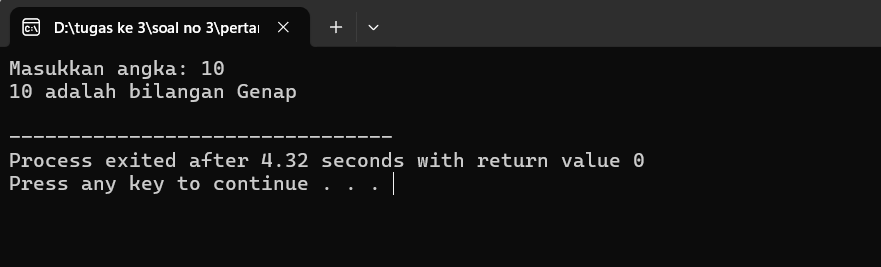 D:\tugas ke 3\soal no 3\pertar
Masukkan angka: 10
10 adalah bilangan Genap
--------------------------------
Process exited after 4.32 seconds with return value 0
Press any key to continue . . .